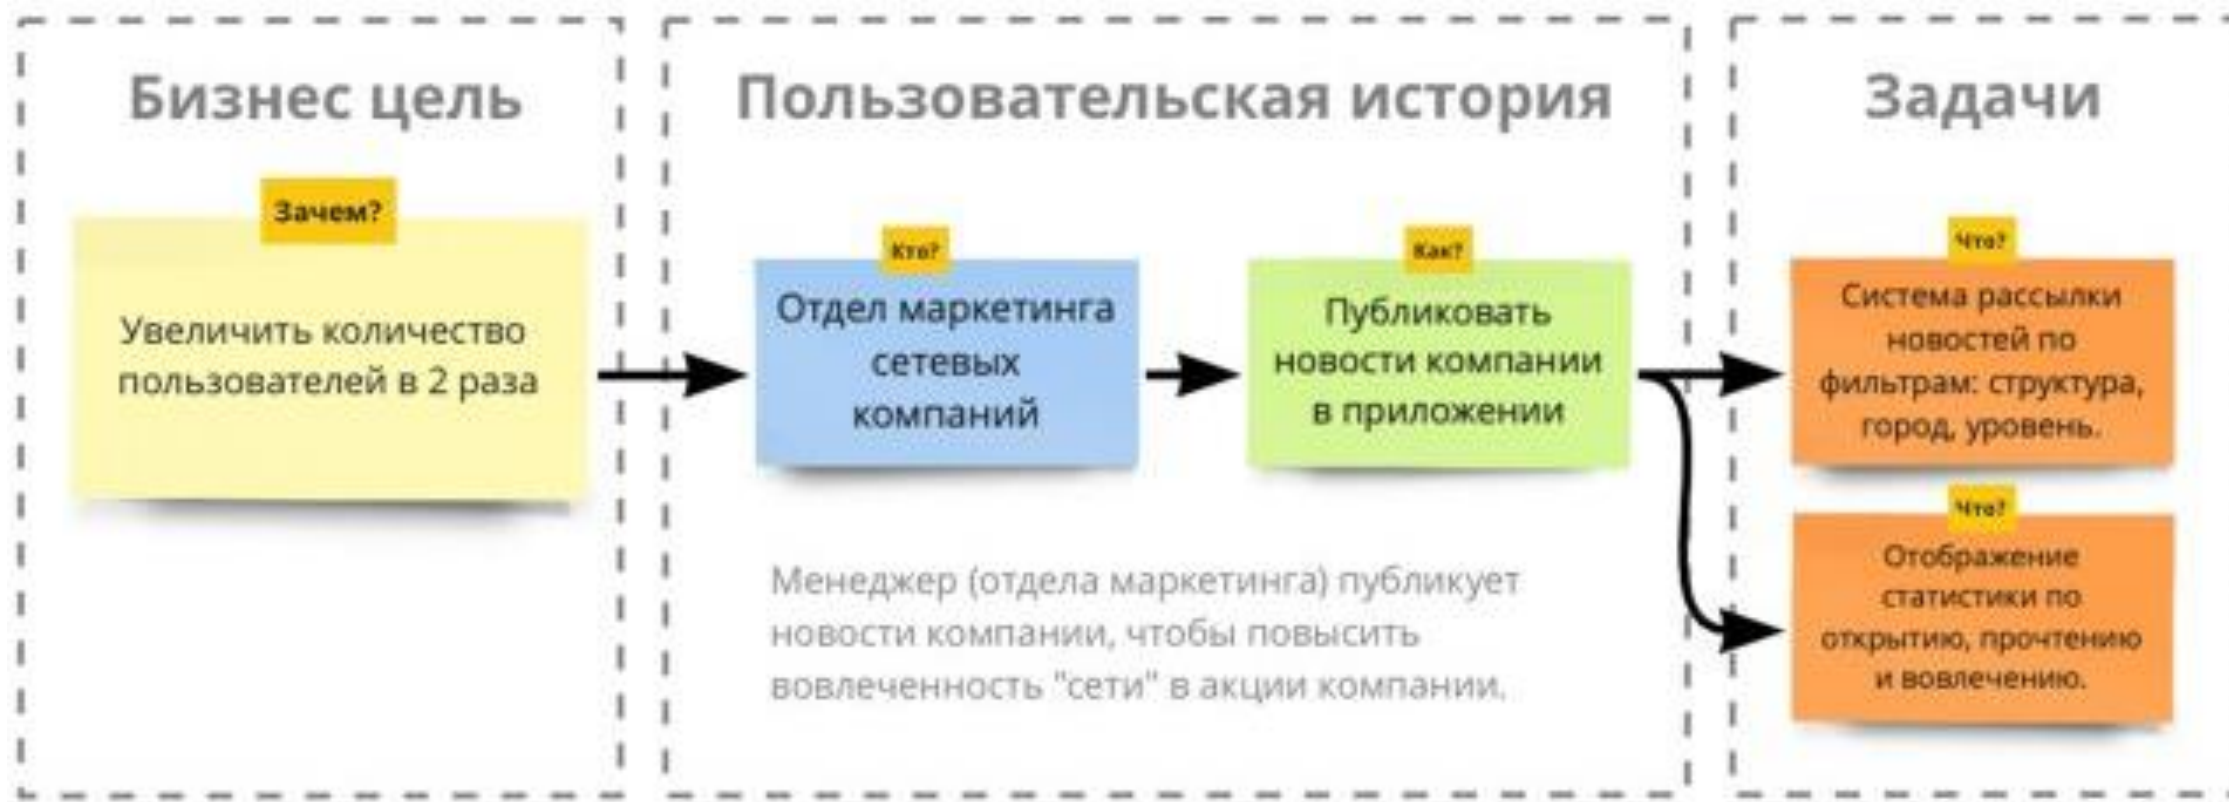 Бизнес цель
Зачем?
Увеличить количество
пользователей в 2 раза
Пользовательская история
Кто?
Отдел маркетинга
сетевых
компаний
Как?
Публиковать
новости компании
в приложении
Менеджер (отдела маркетинга) публикует
новости компании, чтобы повысить
вовлеченность "сети" в акции компании.
Задачи
Что?
Система рассылки
новостей по
фильтрам: структура,
город, уровень.
Что?
Отображение
статистики по
открытию, прочтению
и вовлечению.